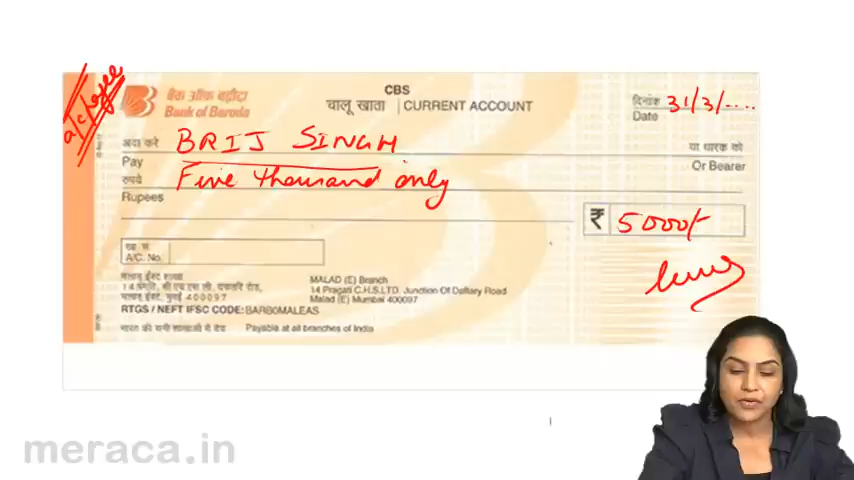 a/c payee
बैंक ऑफ़ बड़ौदा
Bank of Baroda
CBS
चालू खाता CURRENT ACCOUNT
दिनांक 31/3/....
Date
अदा करे BRIJ SINGH या धारक को
Pay Or Bearer
रुपये Five thousand only
Rupees
₹ 5000/-
A/C. No.
MALAD (E) Branch
14 Pragati C.H.S.LTD. Junction Of Daftary Road
Malad (E) Mumbai 400097
RTGS / NEFT IFSC CODE: BARB0MALEAS
Payable at all branches of India
meraca.in